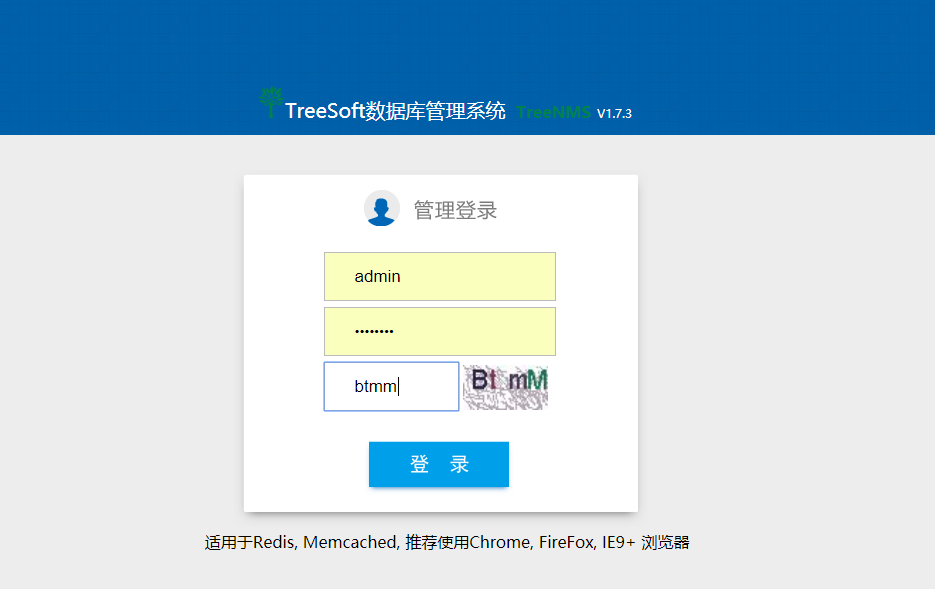 TreeSoft数据库管理系统 TreeNMS V1.7.3
管理登录
admin
••••••••
btmm BtmM
登 录
适用于Redis, Memcached, 推荐使用Chrome, FireFox, IE9+ 浏览器